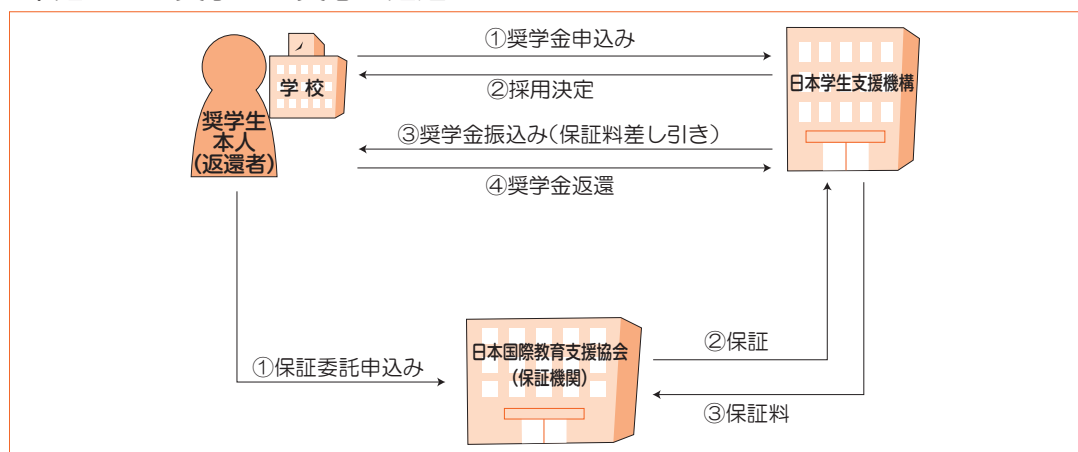 ①奨学金申込み
学校
②採用決定
日本学生支援機構
奨学生
本人
(返還者)
③奨学金振込み(保証料差し引き)
④奨学金返還
①保証委託申込み
日本国際教育支援協会
(保証機関)
②保証
③保証料